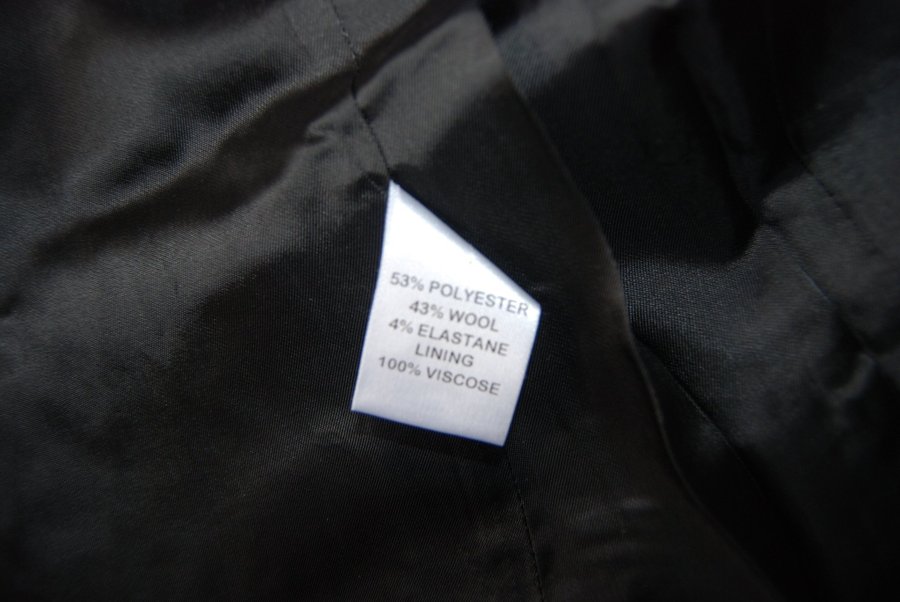 53% POLYESTER
43% WOOL
4% ELASTANE
LINING
100% VISCOSE